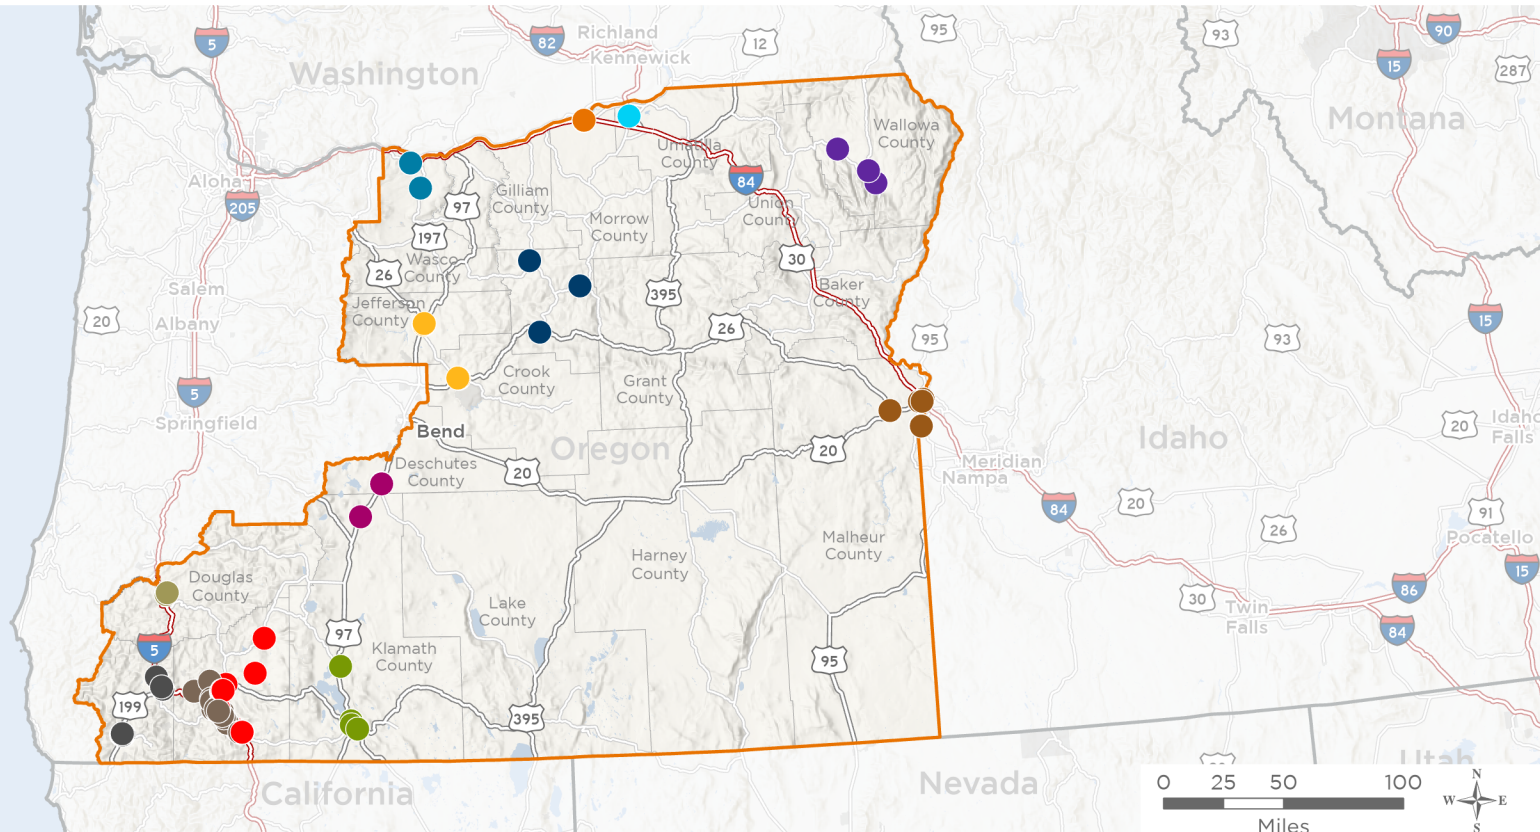 5
82
Richland
Kennewick
12
95
93
90
15
287
Washington
Montana
Aloha
205
Umatilla
County
Wallowa
County
84
Gilliam
County
97
Union
County
Morrow
County
197
Wasco
County
26
30
Salem
20
Jefferson
County
395
Baker
County
Albany
26
95
93
15
5
Springfield
Crook
County
Grant
County
Bend
Oregon
Idaho
20
Idaho
Falls
Deschutes
County
20
20
Meridian
Nampa
84
20
26
91
Pocatello
Harney
County
Malheur
County
15
Douglas
County
Lake
County
86
30
Twin
Falls
84
5
97
Klamath
County
95
199
395
California
Nevada
Utah
0 25 50 100
Miles
N
W E
S